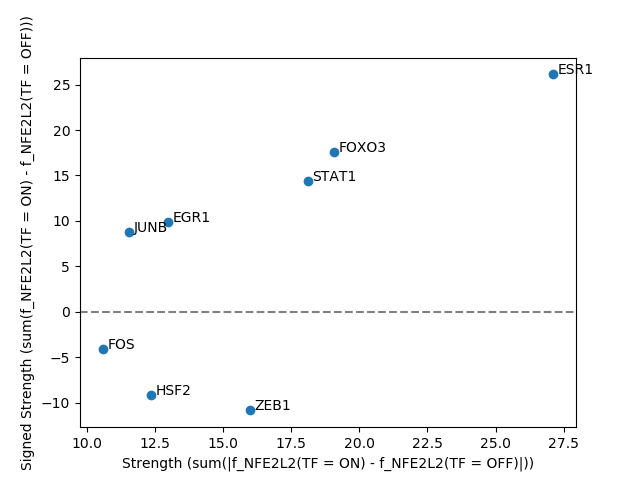 Signed Strength (sum(f_NFE2L2(TF = ON) - f_NFE2L2(TF = OFF)))
25
20
15
10
5
0
−5
−10
ESR1
FOXO3
STAT1
EGR1
JUNB
FOS
HSF2
ZEB1
10.0 12.5 15.0 17.5 20.0 22.5 25.0 27.5
Strength (sum(|f_NFE2L2(TF = ON) - f_NFE2L2(TF = OFF)|))